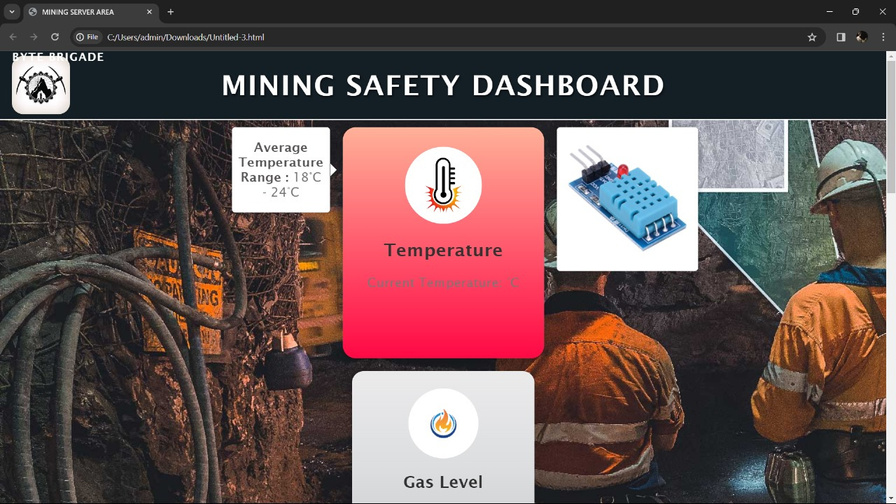 MINING SERVER AREA
File
C:/Users/admin/Downloads/Untitled-3.html
BYTE BRIGADE
MINING SAFETY DASHBOARD
Average
Temperature
Range : 18°C
- 24°C
Temperature
Current Temperature: °C
Gas Level